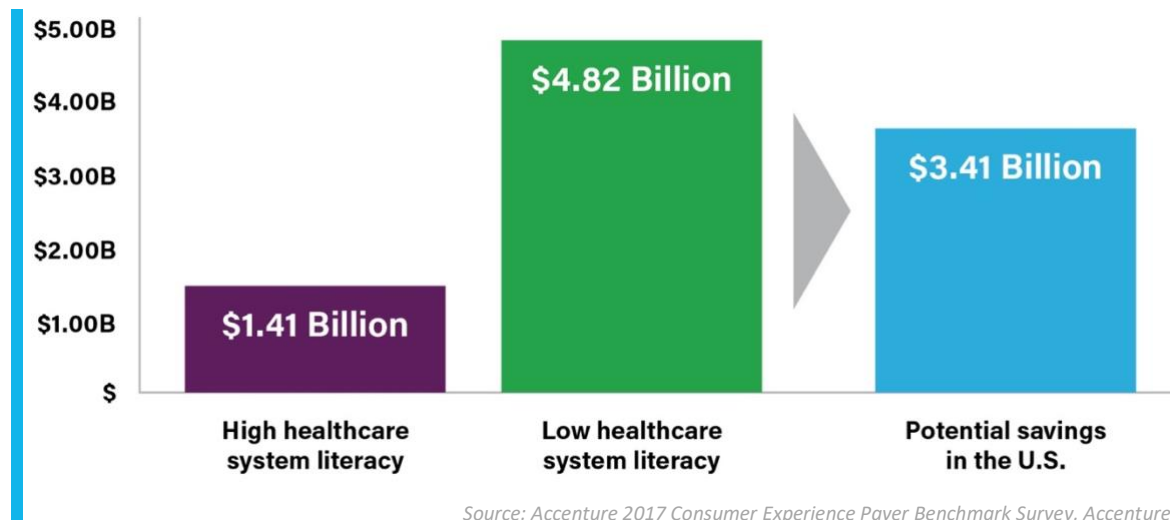 $5.00B
$4.00B
$3.00B
$2.00B
$1.00B
$
$1.41 Billion
$4.82 Billion
$3.41 Billion
High healthcare
system literacy
Low healthcare
system literacy
Potential savings
in the U.S.
Source: Accenture 2017 Consumer Experience Payer Benchmark Survey, Accenture